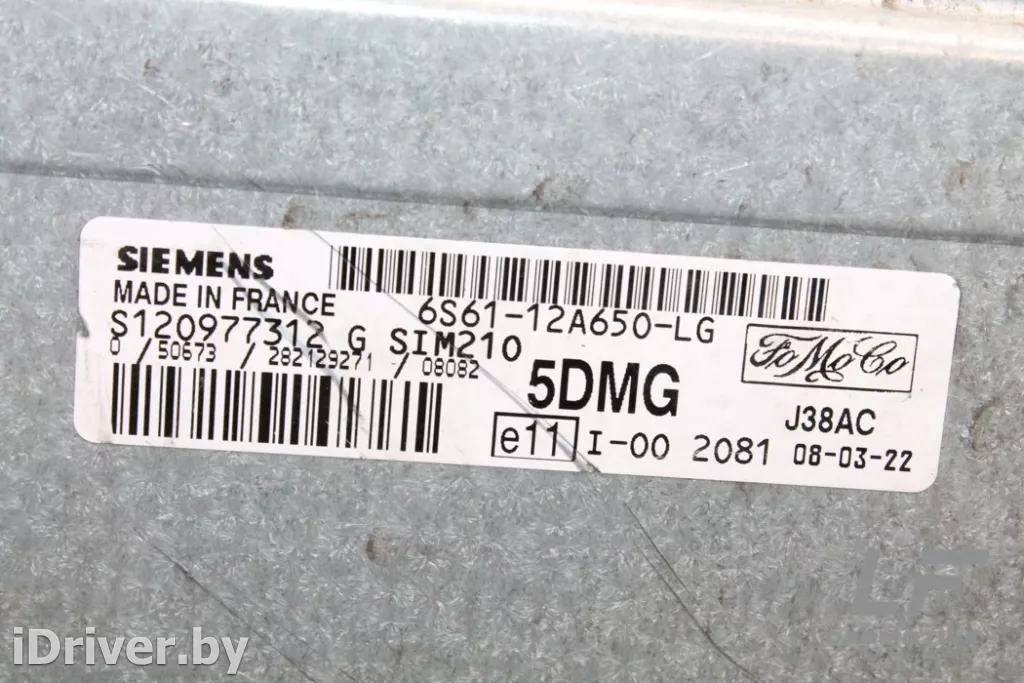 SIEMENS
MADE IN FRANCE
6S61-12A650-LG
S120977312 G SIM210
0 / 50673 / 282129271 - / 08082
5DMG
FoMoCo
J38AC
e11 I-00 2081 08-03-22
LF
iDriver.by